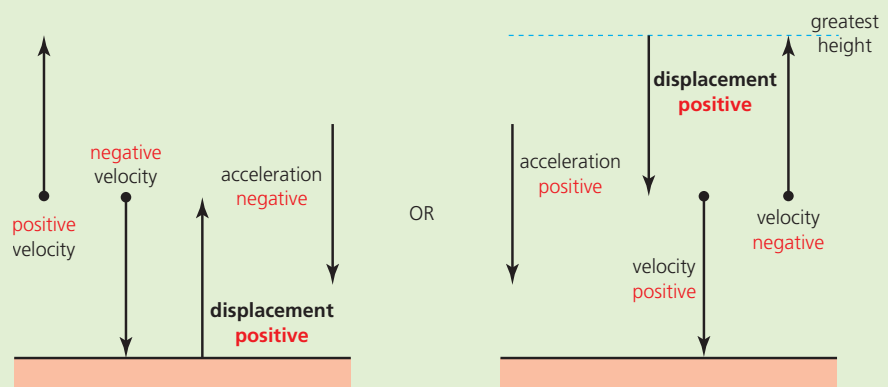 positive
velocity
negative
velocity
acceleration
negative
displacement
positive
OR
greatest
height
displacement
positive
acceleration
positive
velocity
positive
velocity
negative